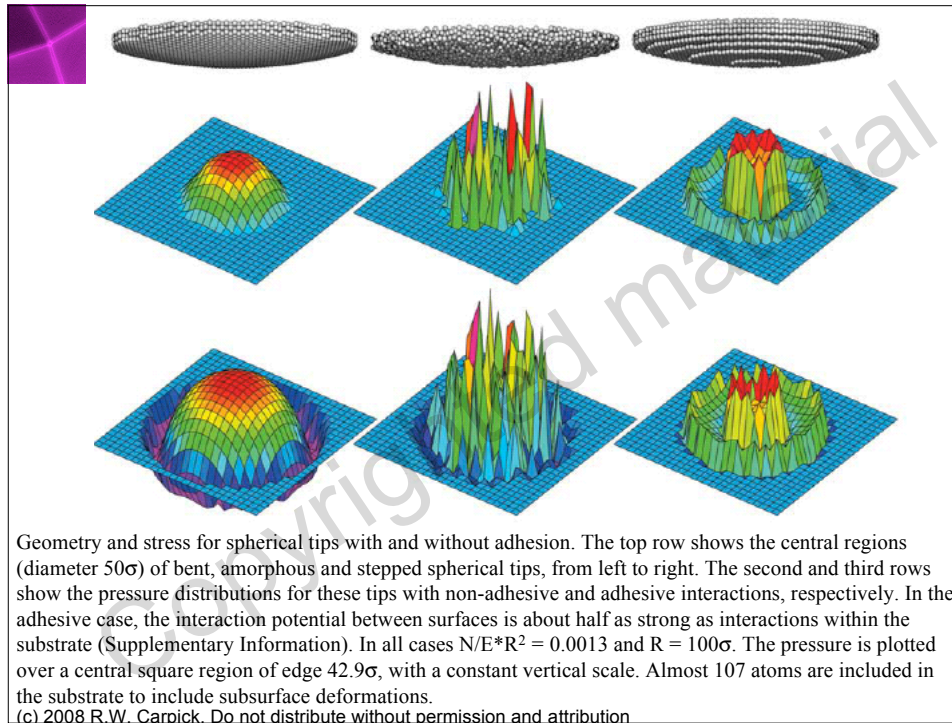 Geometry and stress for spherical tips with and without adhesion. The top row shows the central regions
(diameter 50σ) of bent, amorphous and stepped spherical tips, from left to right. The second and third rows
show the pressure distributions for these tips with non-adhesive and adhesive interactions, respectively. In the
adhesive case, the interaction potential between surfaces is about half as strong as interactions within the
substrate (Supplementary Information). In all cases N/E*R² = 0.0013 and R = 100σ. The pressure is plotted
over a central square region of edge 42.9σ, with a constant vertical scale. Almost 107 atoms are included in
the substrate to include subsurface deformations.
(c) 2008 R.W. Carpick. Do not distribute without permission and attribution
Copyrighted material